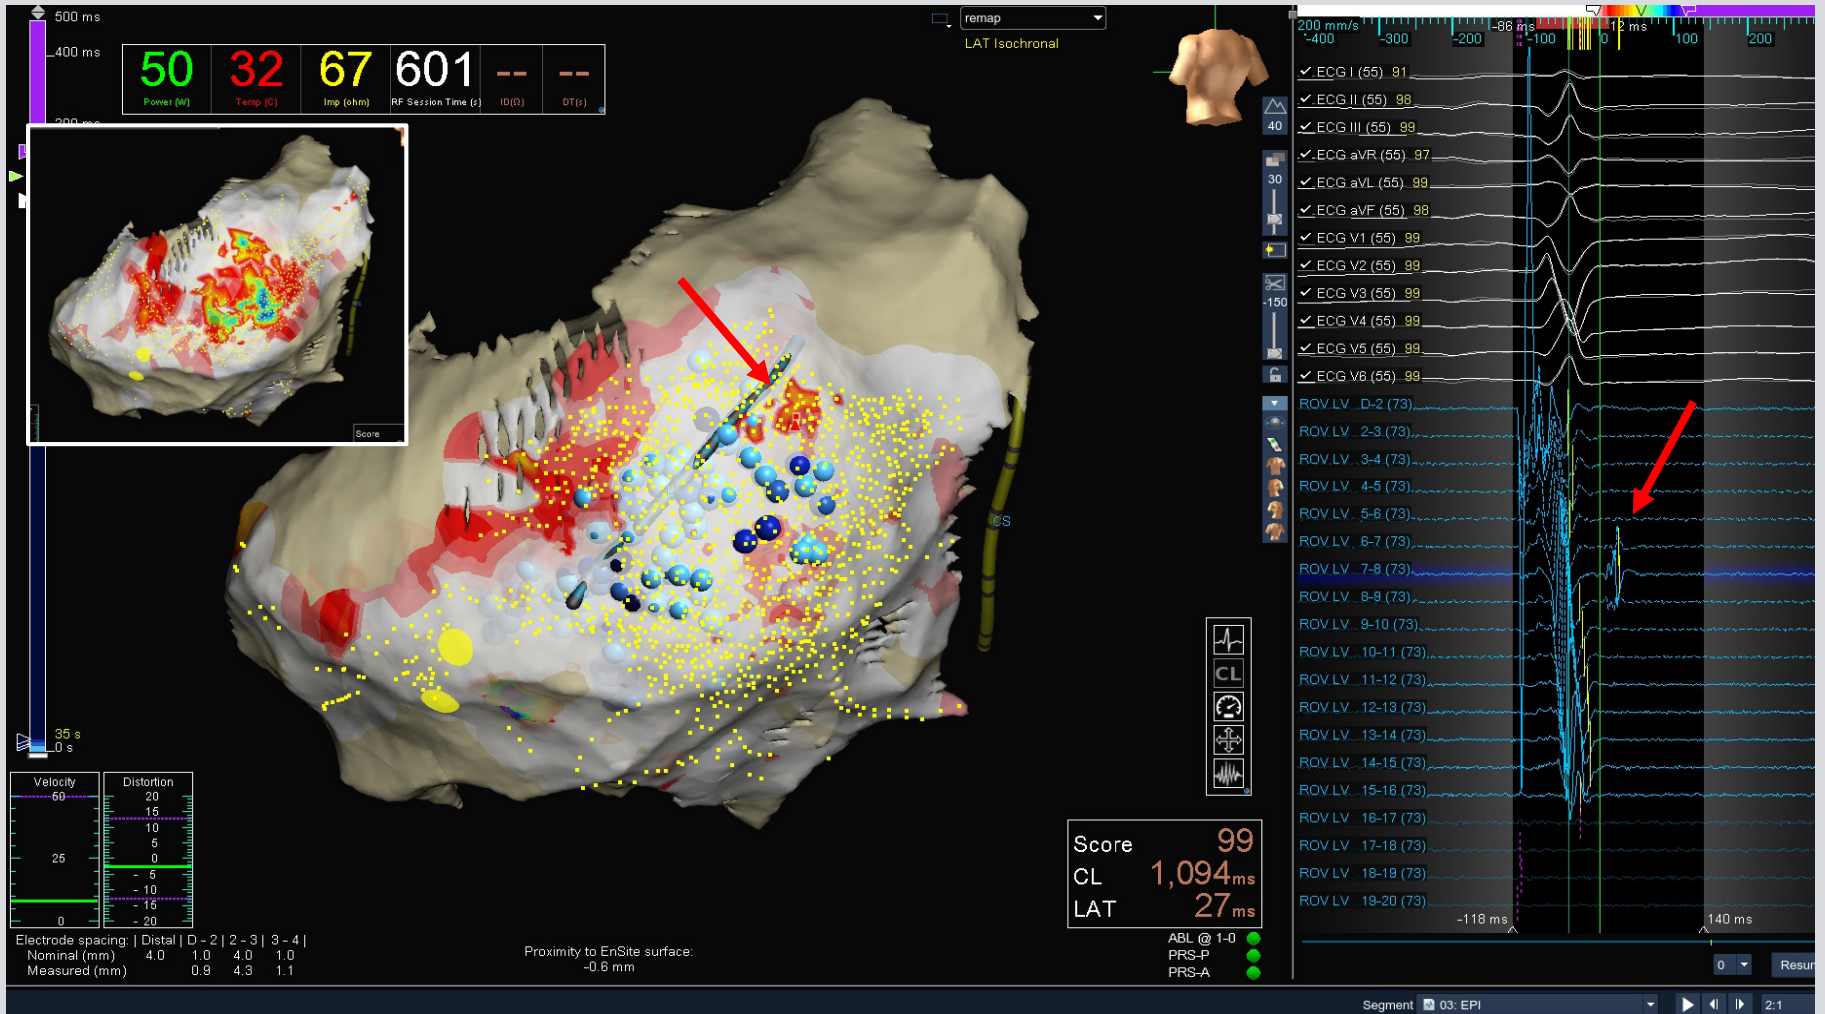 500 ms
400 ms
200 ms
50
Power (W)
32
Temp (C)
67
Imp (ohm)
601
RF Session Time (s)
--
ID(Ω)
--
DT(s)
Score
35 s
0 s
remap
LAT Isochronal
40
30
-150
CS
CL
Velocity
50
25
0
Distortion
20
15
10
5
0
- 5
- 10
- 15
- 20
Electrode spacing: | Distal | D - 2 | 2 - 3 | 3 - 4 |
Nominal (mm) 4.0 1.0 4.0 1.0
Measured (mm) 0.9 4.3 1.1
Proximity to EnSite surface:
-0.6 mm
Score 99
CL 1,094 ms
LAT 27 ms
ABL @ 1-0
PRS-P
PRS-A
200 mm/s
-86 ms
12 ms
-400 -300 -200 -100 0 100 200
ECG I (55) 91
ECG II (55) 98
ECG III (55) 99
ECG aVR (55) 97
ECG aVL (55) 99
ECG aVF (55) 98
ECG V1 (55) 99
ECG V2 (55) 99
ECG V3 (55) 99
ECG V4 (55) 99
ECG V5 (55) 99
ECG V6 (55) 99
ROV LV D-2 (73)
ROV LV 2-3 (73)
ROV LV 3-4 (73)
ROV LV 4-5 (73)
ROV LV 5-6 (73)
ROV LV 6-7 (73)
ROV LV 7-8 (73)
ROV LV 8-9 (73)
ROV LV 9-10 (73)
ROV LV 10-11 (73)
ROV LV 11-12 (73)
ROV LV 12-13 (73)
ROV LV 13-14 (73)
ROV LV 14-15 (73)
ROV LV 15-16 (73)
ROV LV 16-17 (73)
ROV LV 17-18 (73)
ROV LV 18-19 (73)
ROV LV 19-20 (73)
-118 ms
140 ms
0
Resur
Segment 03: EPI
2:1